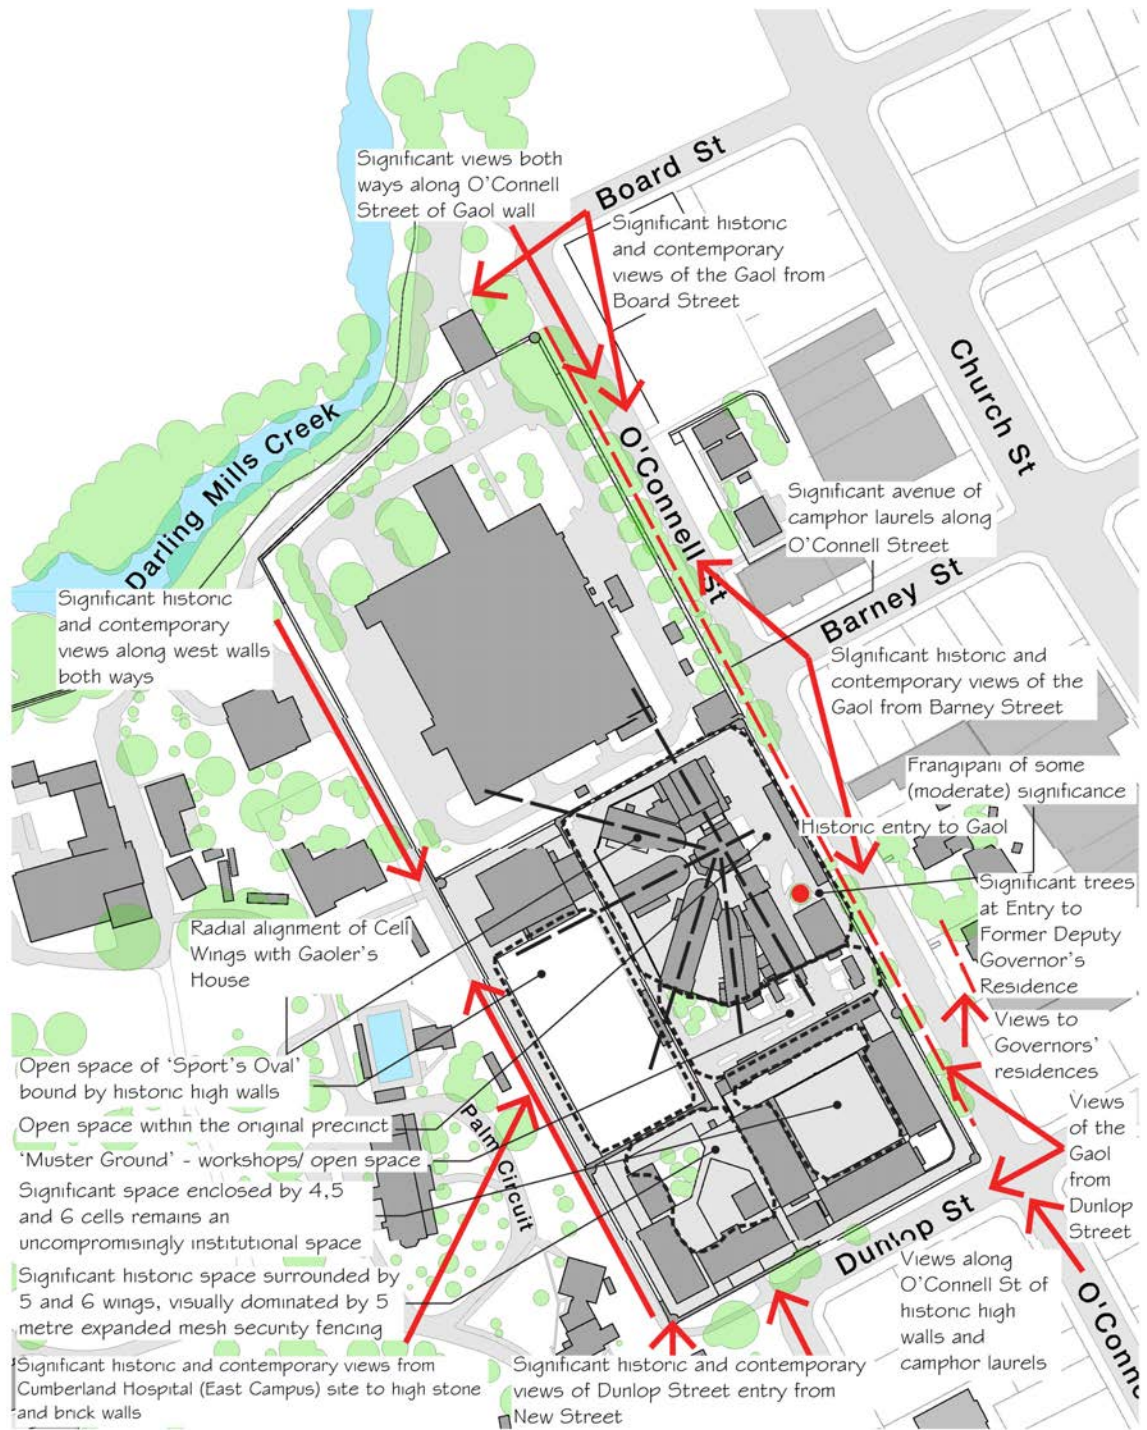 Significant views both
ways along O'Connell
Street of Gaol wall
Board St
Significant historic
and contemporary
views of the Gaol from
Board Street
Church St
Darling Mills Creek
O'Connell St
Significant avenue of
camphor laurels along
O'Connell Street
Barney St
Significant historic
and contemporary
views along west walls
both ways
SIgnificant historic and
contemporary views of the
Gaol from Barney Street
Frangipani of some
(moderate) significance
Historic entry to Gaol
Significant trees
at Entry to
Former Deputy
Governor's
Residence
Radial alignment of Cell
Wings with Gaoler's
House
Views to
Governors'
residences
Open space of 'Sport's Oval'
bound by historic high walls
Open space within the original precinct
'Muster Ground' - workshops/ open space
Palm Circuit
Views
of the
Gaol
from
Dunlop
Street
Significant space enclosed by 4,5
and 6 cells remains an
uncompromisingly institutional space
Dunlop St
Significant historic space surrounded by
5 and 6 wings, visually dominated by 5
metre expanded mesh security fencing
Views along
O'Connell St of
historic high
walls and
camphor laurels
O'Conne
Significant historic and contemporary views from
Cumberland Hospital (East Campus) site to high stone
and brick walls
Significant historic and contemporary
views of Dunlop Street entry from
New Street